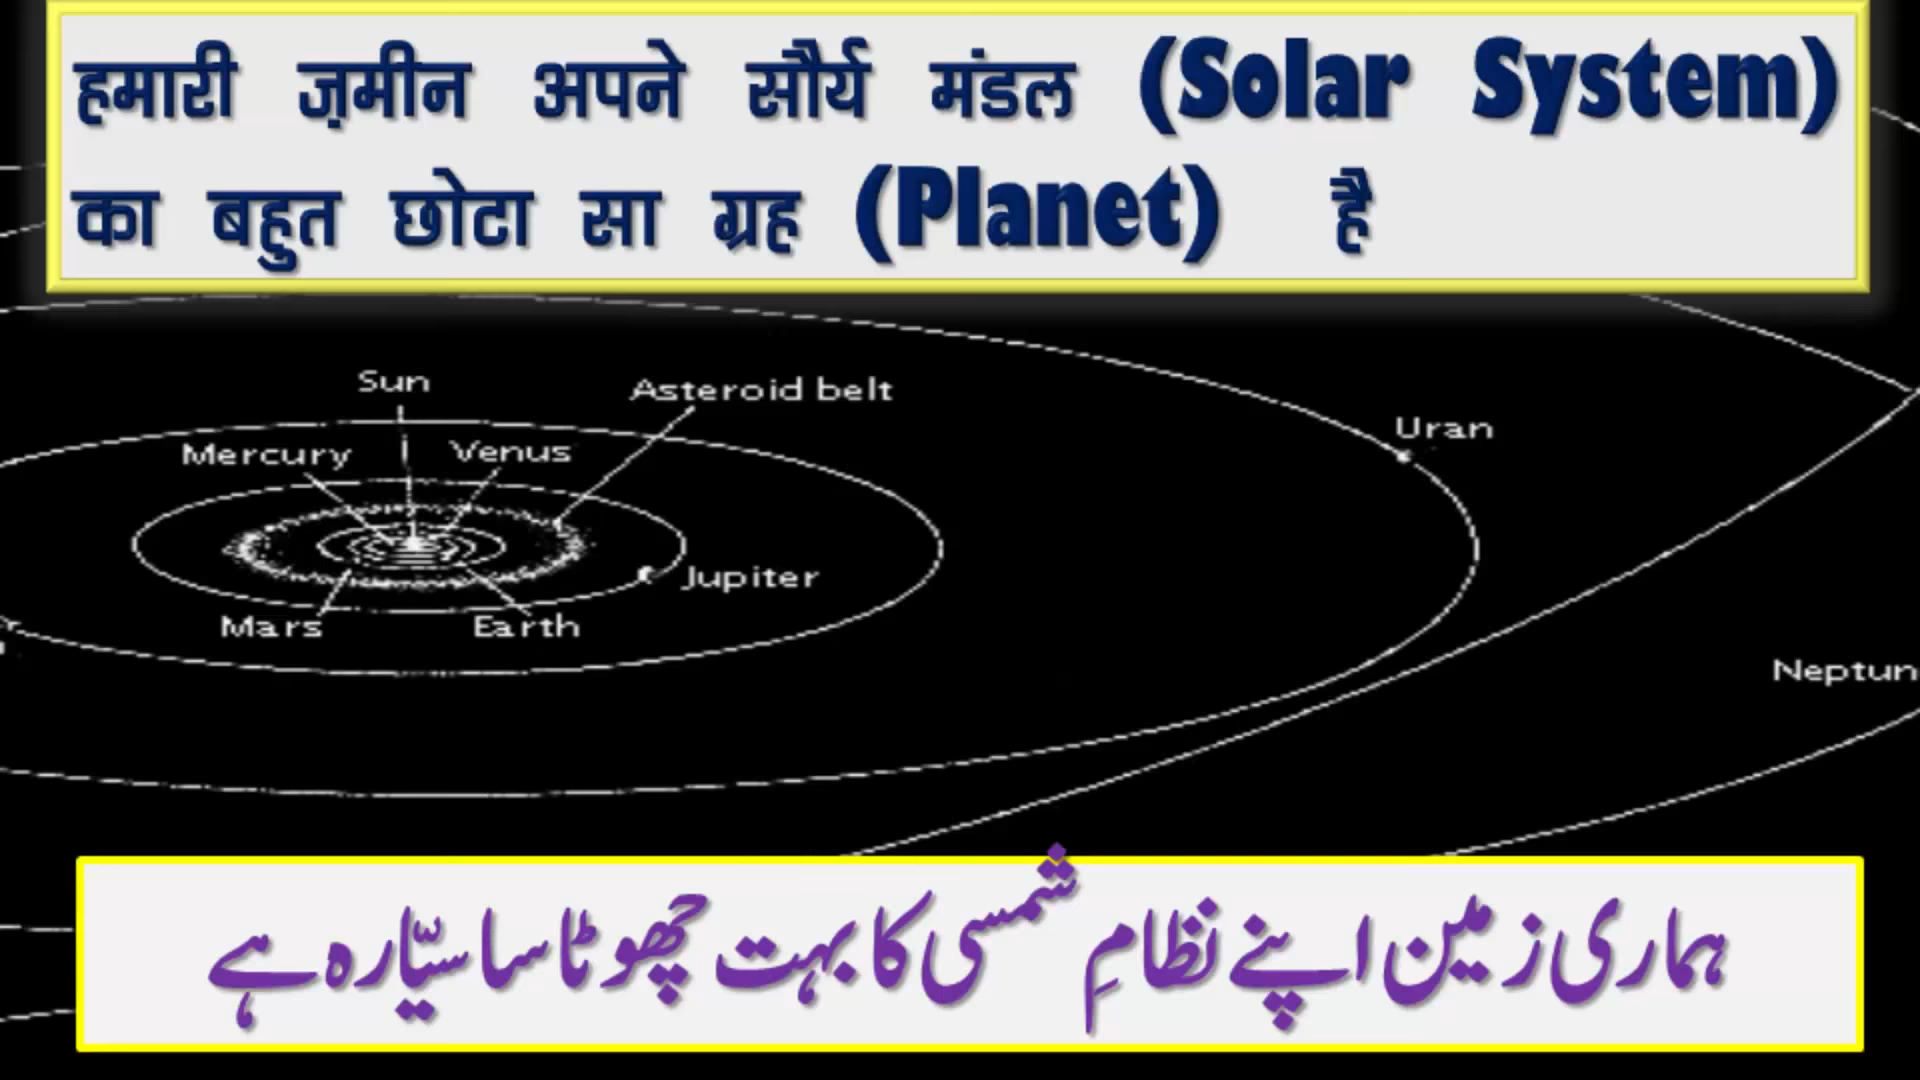 हमारी ज़मीन अपने सौर्य मंडल (Solar System)
का बहुत छोटा सा ग्रह (Planet) है
Sun
Asteroid belt
Uran
Mercury
Venus
Jupiter
Mars
Earth
Neptun
ہماری زمین اپنے نظامِ شمسی کا بہت چھوٹا سا سیّارہ ہے